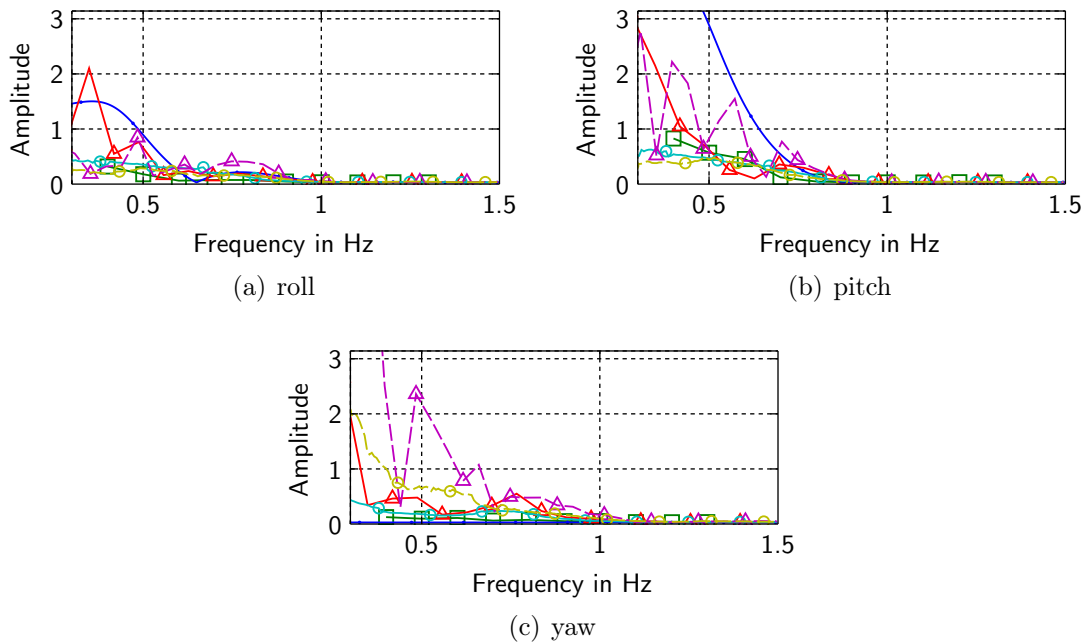 3
2
1
0
Amplitude
0.5 1 1.5
Frequency in Hz
(a) roll
3
2
1
0
Amplitude
0.5 1 1.5
Frequency in Hz
(b) pitch
3
2
1
0
Amplitude
0.5 1 1.5
Frequency in Hz
(c) yaw